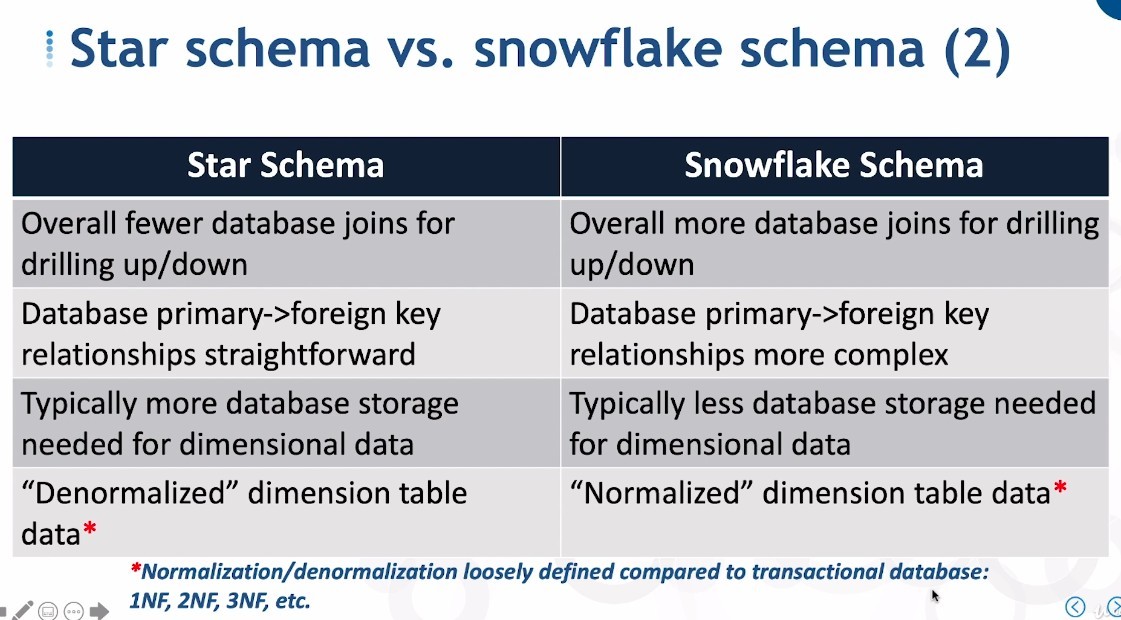 Star schema vs. snowflake schema (2)
Star Schema
Snowflake Schema
Overall fewer database joins for
drilling up/down
Overall more database joins for drilling
up/down
Database primary->foreign key
relationships straightforward
Database primary->foreign key
relationships more complex
Typically more database storage
needed for dimensional data
Typically less database storage needed
for dimensional data
“Denormalized” dimension table
data*
“Normalized” dimension table data*
*Normalization/denormalization loosely defined compared to transactional database:
1NF, 2NF, 3NF, etc.